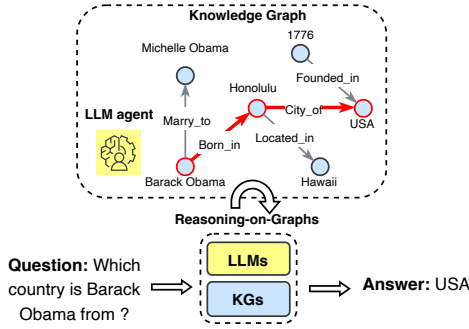 Knowledge Graph
1776
Michelle Obama
Founded_in
Honolulu
LLM agent
City_of
USA
Marry_to
Born_in
Located_in
Barack Obama
Hawaii
Reasoning-on-Graphs
Question: Which
country is Barack
Obama from ?
LLMs
KGs
Answer: USA